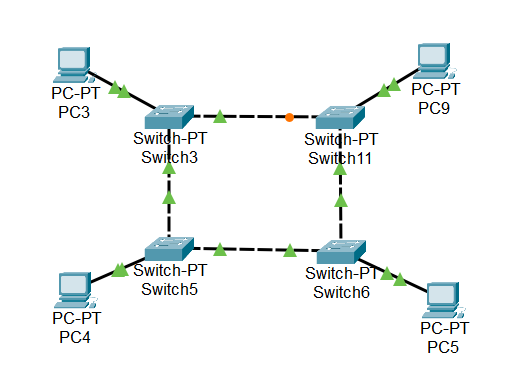 PC-PT
PC3
PC-PT
PC9
Switch-PT
Switch3
Switch-PT
Switch11
Switch-PT
Switch5
Switch-PT
Switch6
PC-PT
PC4
PC-PT
PC5